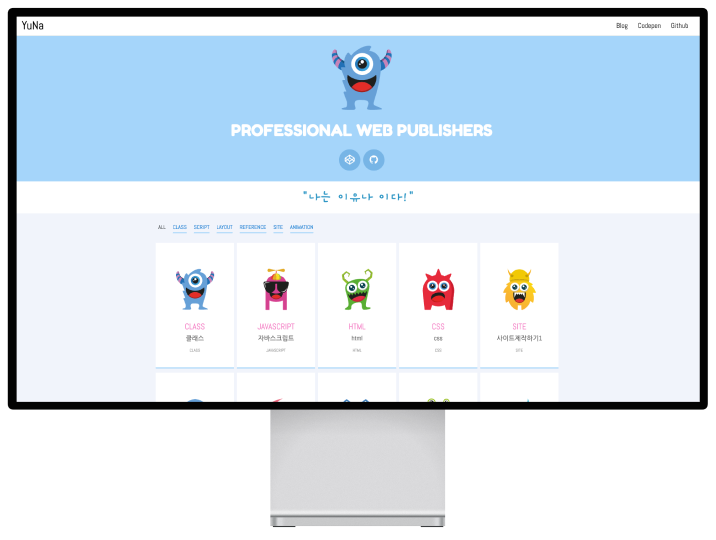 YuNa
Blog Codepen Github
PROFESSIONAL WEB PUBLISHERS
"나는 이유나 이다!"
ALL CLASS SCRIPT LAYOUT REFERENCE SITE ANIMATION
CLASS JAVASCRIPT HTML CSS SITE
클래스 자바스크립트 html css 사이트제작하기1
CLASS JAVASCRIPT HTML CSS SITE